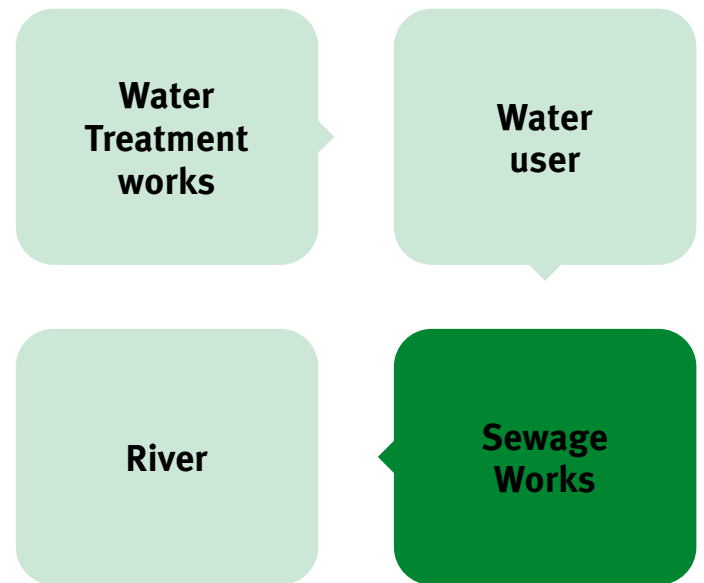 Water
Treatment
works
Water
user
River
Sewage
Works